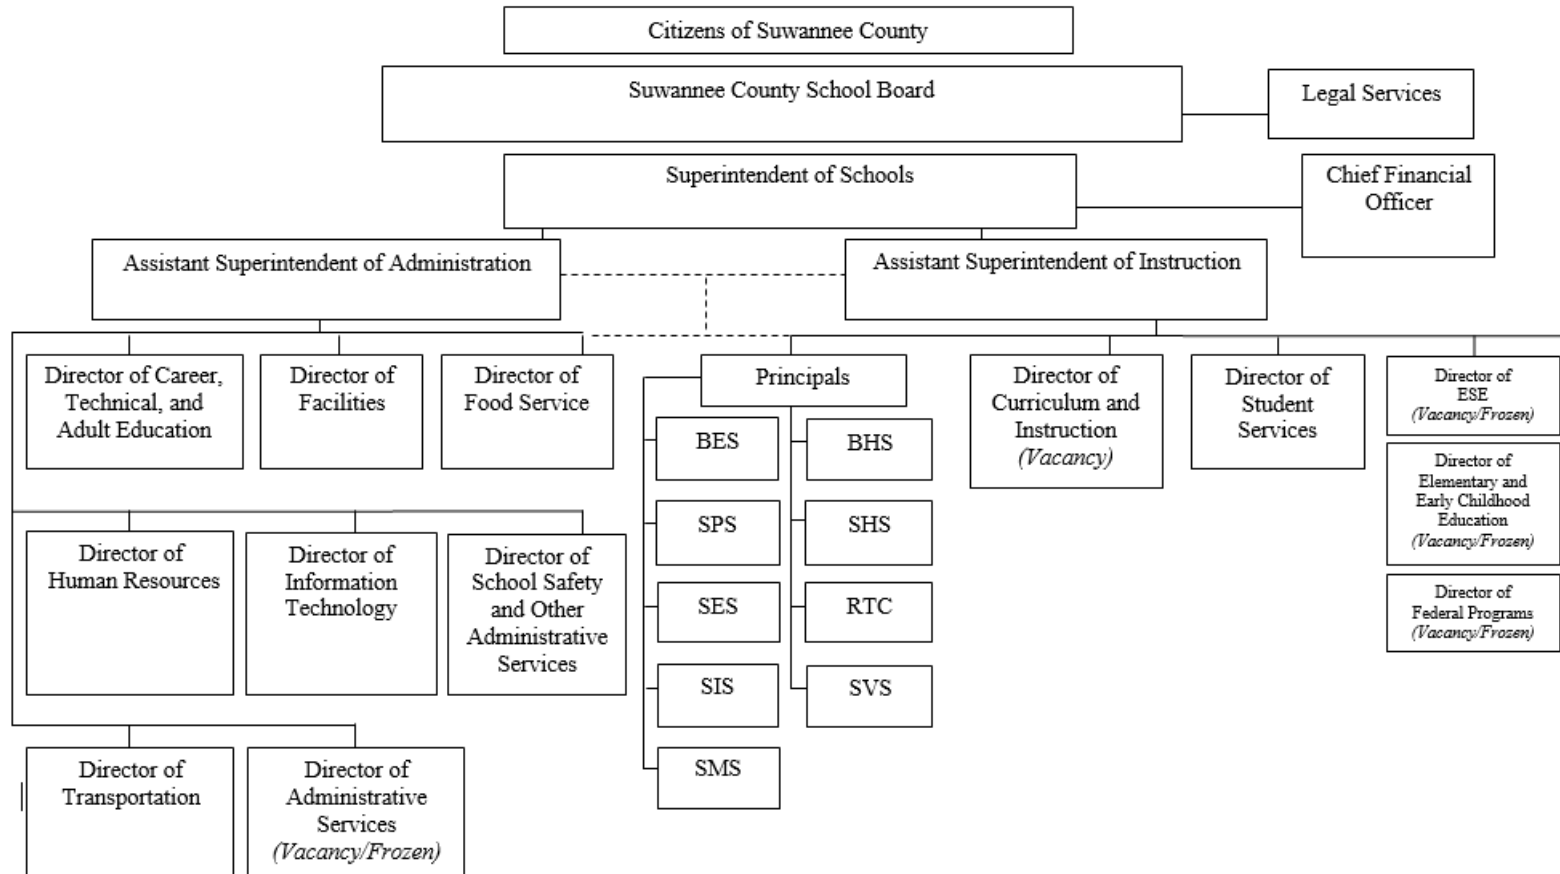 Citizens of Suwannee County
Suwannee County School Board
Legal Services
Superintendent of Schools
Chief Financial
Officer
Assistant Superintendent of Administration
Assistant Superintendent of Instruction
Director of Career,
Technical, and
Adult Education
Director of
Facilities
Director of
Food Service
Principals
Director of
Curriculum and
Instruction
(Vacancy)
Director of
Student
Services
Director of
ESE
(Vacancy/Frozen)
BES
BHS
Director of
Elementary and
Early Childhood
Education
(Vacancy/Frozen)
SPS
SHS
Director of
Human Resources
Director of
Information
Technology
Director of
School Safety
and Other
Administrative
Services
SES
RTC
Director of
Federal Programs
(Vacancy/Frozen)
SIS
SVS
SMS
Director of
Transportation
Director of
Administrative
Services
(Vacancy/Frozen)